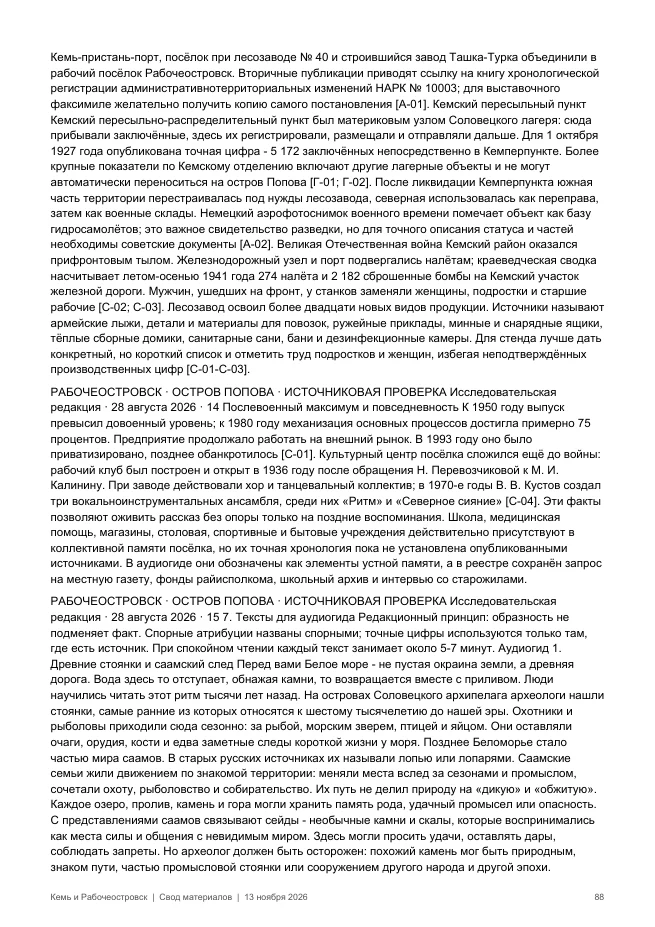 Кемь-пристань-порт, посёлок при лесозаводе № 40 и строившийся завод Ташка-Турка объединили в
рабочий посёлок Рабочеостровск. Вторичные публикации приводят ссылку на книгу хронологической
регистрации административнотерриториальных изменений НАРК № 10003; для выставочного
факсимиле желательно получить копию самого постановления [А-01]. Кемский пересыльный пункт
Кемский пересыльно-распределительный пункт был материковым узлом Соловецкого лагеря: сюда
прибывали заключённые, здесь их регистрировали, размещали и отправляли дальше. Для 1 октября
1927 года опубликована точная цифра - 5 172 заключённых непосредственно в Кемперпункте. Более
крупные показатели по Кемскому отделению включают другие лагерные объекты и не могут
автоматически переноситься на остров Попова [Г-01; Г-02]. После ликвидации Кемперпункта южная
часть территории перестраивалась под нужды лесозавода, северная использовалась как переправа,
затем как военные склады. Немецкий аэрофотоснимок военного времени помечает объект как базу
гидросамолётов; это важное свидетельство разведки, но для точного описания статуса и частей
необходимы советские документы [А-02]. Великая Отечественная война Кемский район оказался
прифронтовым тылом. Железнодорожный узел и порт подвергались налётам; краеведческая сводка
насчитывает летом-осенью 1941 года 274 налёта и 2 182 сброшенные бомбы на Кемский участок
железной дороги. Мужчин, ушедших на фронт, у станков заменяли женщины, подростки и старшие
рабочие [С-02; С-03]. Лесозавод освоил более двадцати новых видов продукции. Источники называют
армейские лыжи, детали и материалы для повозок, ружейные приклады, минные и снарядные ящики,
тёплые сборные домики, санитарные сани, бани и дезинфекционные камеры. Для стенда лучше дать
конкретный, но короткий список и отметить труд подростков и женщин, избегая неподтверждённых
производственных цифр [С-01-С-03].
РАБОЧЕОСТРОВСК · ОСТРОВ ПОПОВА · ИСТОЧНИКОВАЯ ПРОВЕРКА Исследовательская
редакция · 28 августа 2026 · 14 Послевоенный максимум и повседневность К 1950 году выпуск
превысил довоенный уровень; к 1980 году механизация основных процессов достигла примерно 75
процентов. Предприятие продолжало работать на внешний рынок. В 1993 году оно было
приватизировано, позднее обанкротилось [С-01]. Культурный центр посёлка сложился ещё до войны:
рабочий клуб был построен и открыт в 1936 году после обращения Н. Перевозчиковой к М. И.
Калинину. При заводе действовали хор и танцевальный коллектив; в 1970-е годы В. В. Кустов создал
три вокальноинструментальных ансамбля, среди них «Ритм» и «Северное сияние» [С-04]. Эти факты
позволяют оживить рассказ без опоры только на поздние воспоминания. Школа, медицинская
помощь, магазины, столовая, спортивные и бытовые учреждения действительно присутствуют в
коллективной памяти посёлка, но их точная хронология пока не установлена опубликованными
источниками. В аудиогиде они обозначены как элементы устной памяти, а в реестре сохранён запрос
на местную газету, фонды райисполкома, школьный архив и интервью со старожилами.
РАБОЧЕОСТРОВСК · ОСТРОВ ПОПОВА · ИСТОЧНИКОВАЯ ПРОВЕРКА Исследовательская
редакция · 28 августа 2026 · 15 7. Тексты для аудиогида Редакционный принцип: образность не
подменяет факт. Спорные атрибуции названы спорными; точные цифры используются только там,
где есть источник. При спокойном чтении каждый текст занимает около 5-7 минут. Аудиогид 1.
Древние стоянки и саамский след Перед вами Белое море - не пустая окраина земли, а древняя
дорога. Вода здесь то отступает, обнажая камни, то возвращается вместе с приливом. Люди
научились читать этот ритм тысячи лет назад. На островах Соловецкого архипелага археологи нашли
стоянки, самые ранние из которых относятся к шестому тысячелетию до нашей эры. Охотники и
рыболовы приходили сюда сезонно: за рыбой, морским зверем, птицей и яйцом. Они оставляли
очаги, орудия, кости и едва заметные следы короткой жизни у моря. Позднее Беломорье стало
частью мира саамов. В старых русских источниках их называли лопью или лопарями. Саамские
семьи жили движением по знакомой территории: меняли места вслед за сезонами и промыслом,
сочетали охоту, рыболовство и собирательство. Их путь не делил природу на «дикую» и «обжитую».
Каждое озеро, пролив, камень и гора могли хранить память рода, удачный промысел или опасность.
С представлениями саамов связывают сейды - необычные камни и скалы, которые воспринимались
как места силы и общения с невидимым миром. Здесь могли просить удачи, оставлять дары,
соблюдать запреты. Но археолог должен быть осторожен: похожий камень мог быть природным,
знаком пути, частью промысловой стоянки или сооружением другого народа и другой эпохи.
Кемь и Рабочеостровск | Свод материалов | 13 ноября 2026
88